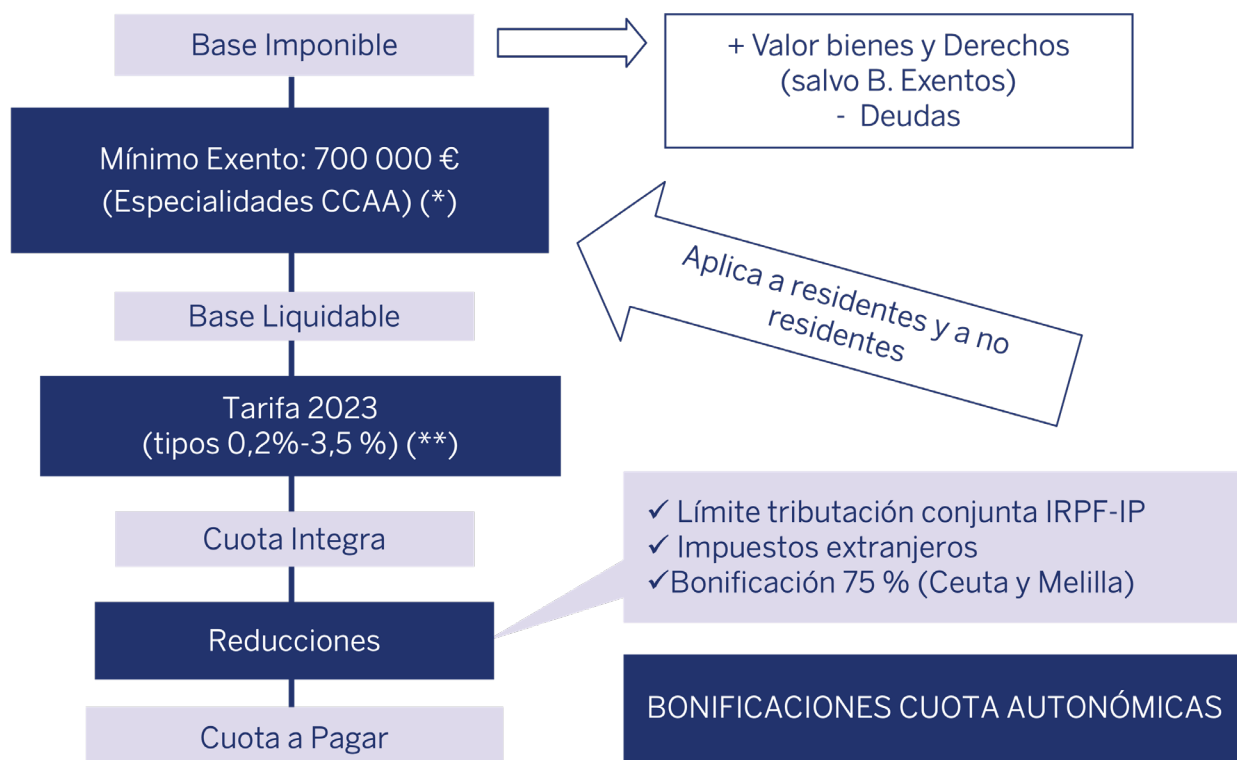 Base Imponible
+ Valor bienes y Derechos
(salvo B. Exentos)
- Deudas
Mínimo Exento: 700 000 €
(Especialidades CCAA) (*)
Aplica a residentes y a no
residentes
Base Liquidable
Tarifa 2023
(tipos 0,2%-3,5 %) (**)
Cuota Integra
✓ Límite tributación conjunta IRPF-IP
✓ Impuestos extranjeros
✓Bonificación 75 % (Ceuta y Melilla)
Reducciones
BONIFICACIONES CUOTA AUTONÓMICAS
Cuota a Pagar